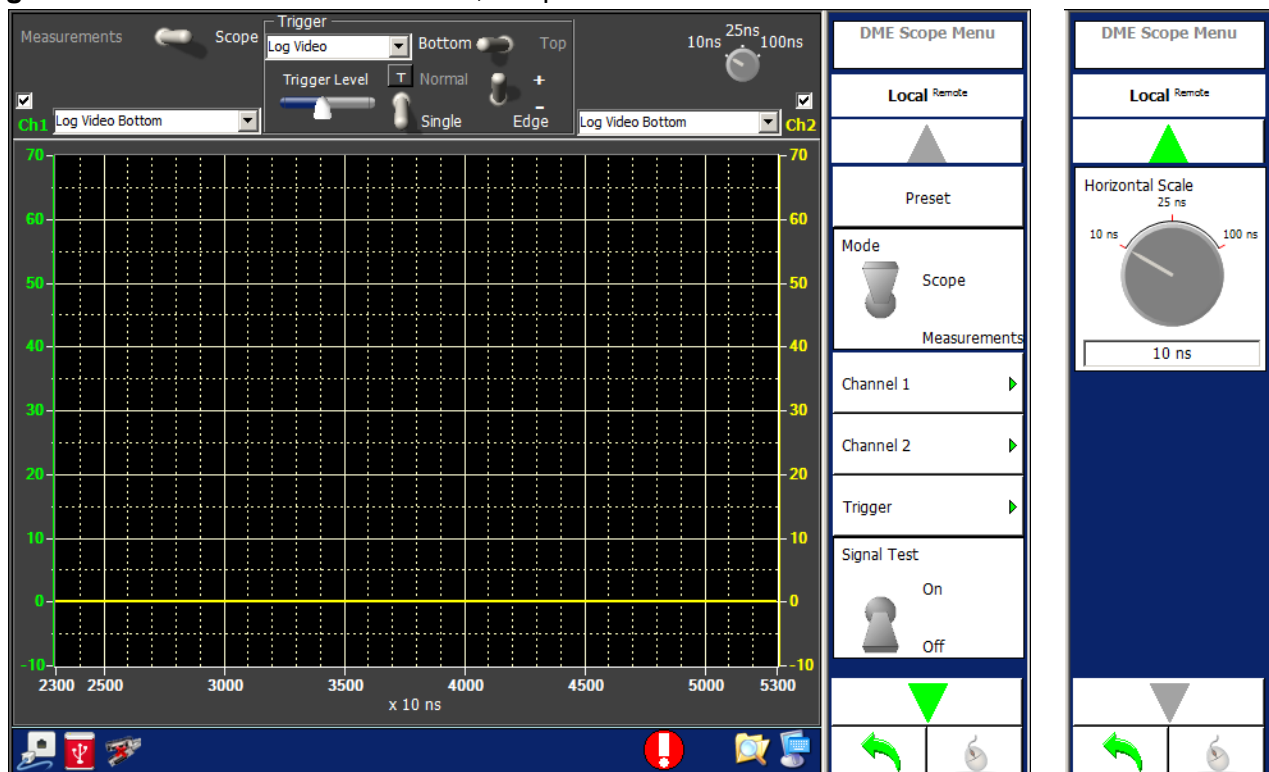 Measurements Scope
Trigger
Log Video
Bottom Top
Trigger Level T Normal + 
Single Edge -
10ns 25ns 100ns
Ch1 Log Video Bottom
Log Video Bottom Ch2
70 70
60 60
50 50
40 40
30 30
20 20
10 10
0 0
-10 -10
2300 2500 3000 3500 4000 4500 5000 5300
x 10 ns
DME Scope Menu
Local Remote
Preset
Mode
Scope
Measurements
Channel 1
Channel 2
Trigger
Signal Test
On
Off
DME Scope Menu
Local Remote
Horizontal Scale
25 ns
10 ns 100 ns
10 ns